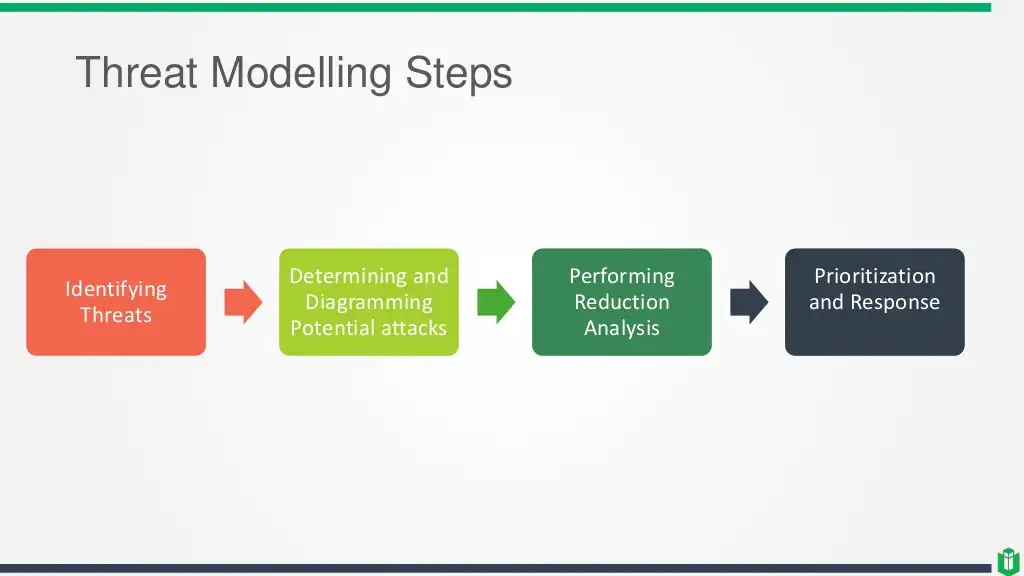 Threat Modelling Steps
Identifying
Threats
Determining and
Diagramming
Potential attacks
Performing
Reduction
Analysis
Prioritization
and Response